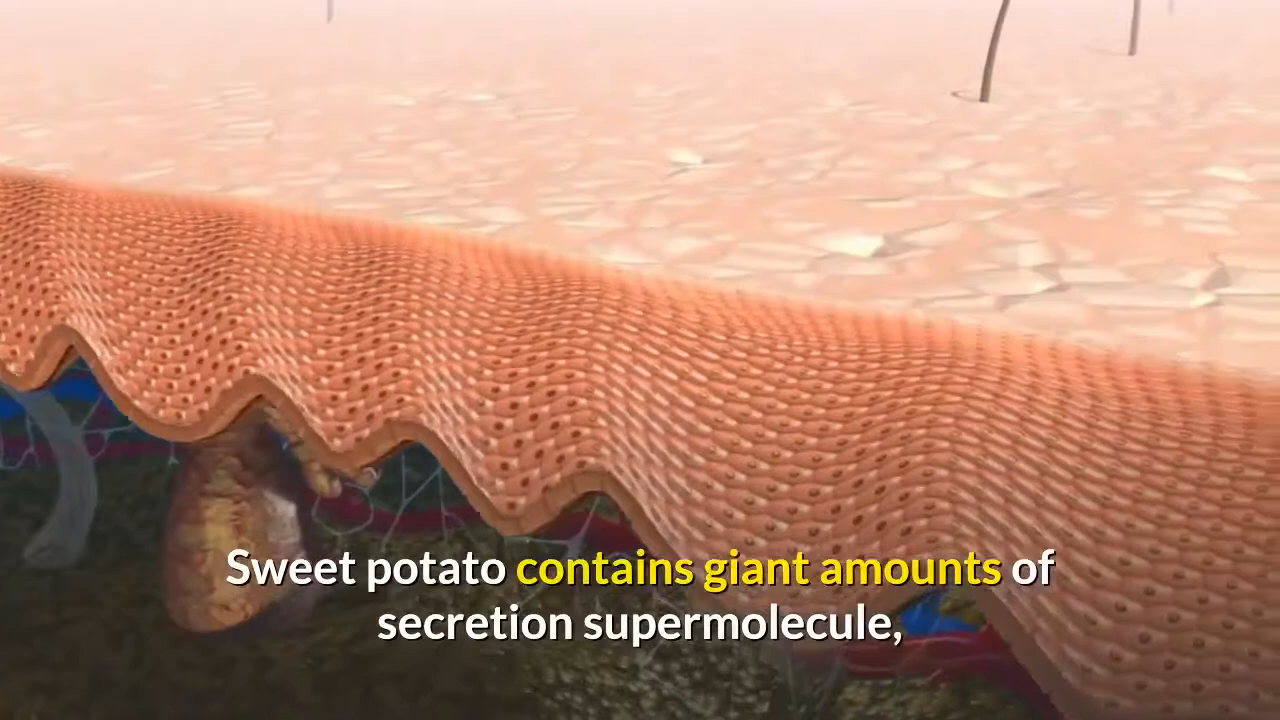 Sweet potato contains giant amounts of
secretion supermolecule,